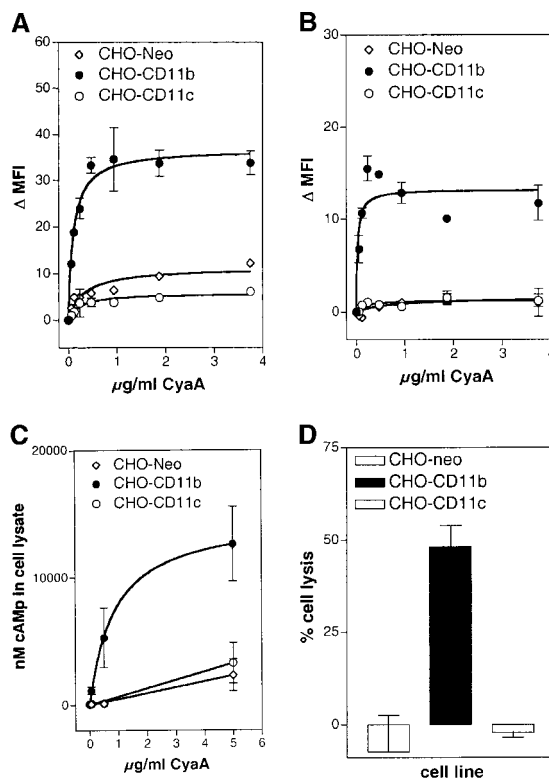 A
CHO-Neo
CHO-CD11b
CHO-CD11c
60
50
40
30
20
10
0
Δ MFI
0 1 2 3 4
µg/ml CyaA
B
CHO-Neo
CHO-CD11b
CHO-CD11c
30
20
10
0
Δ MFI
0 1 2 3 4
µg/ml CyaA
C
CHO-Neo
CHO-CD11b
CHO-CD11c
20000
10000
0
nM cAMp in cell lysate
0 1 2 3 4 5 6
µg/ml CyaA
D
CHO-neo
CHO-CD11b
CHO-CD11c
75
50
25
0
% cell lysis
cell line